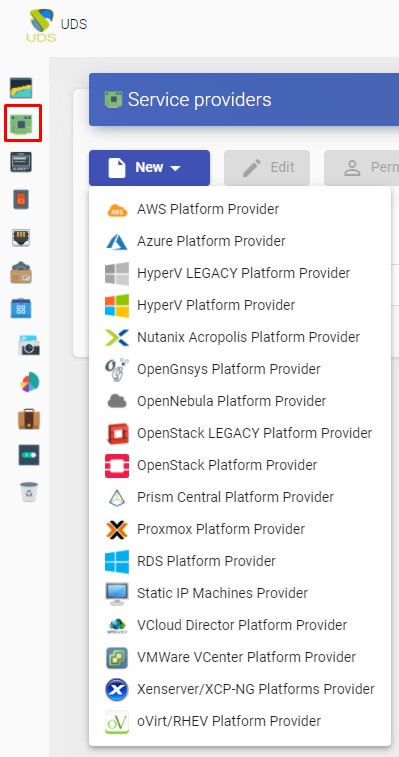 UDS
UDS
Service providers
New
Edit
Perm
AWS Platform Provider
Azure Platform Provider
HyperV LEGACY Platform Provider
HyperV Platform Provider
Nutanix Acropolis Platform Provider
OpenGnsys Platform Provider
OpenNebula Platform Provider
OpenStack LEGACY Platform Provider
OpenStack Platform Provider
Prism Central Platform Provider
Proxmox Platform Provider
RDS Platform Provider
Static IP Machines Provider
VCloud Director Platform Provider
VMWare VCenter Platform Provider
Xenserver/XCP-NG Platforms Provider
oVirt/RHEV Platform Provider